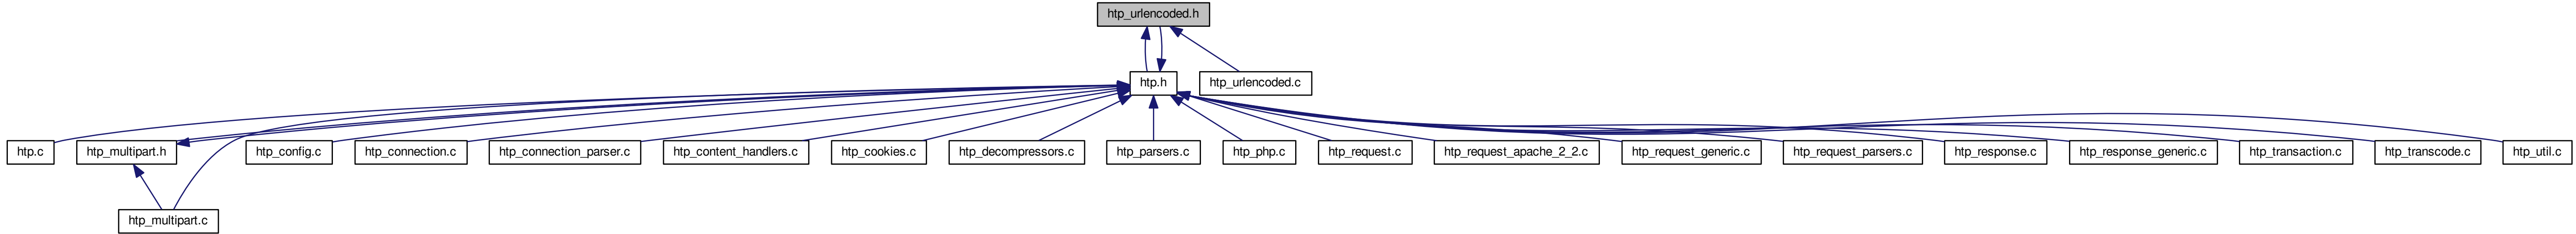 htp_urlencoded.h
htp.h
htp_urlencoded.c
htp.c
htp_multipart.h
htp_config.c
htp_connection.c
htp_connection_parser.c
htp_content_handlers.c
htp_cookies.c
htp_decompressors.c
htp_parsers.c
htp_php.c
htp_request.c
htp_request_apache_2_2.c
htp_request_generic.c
htp_request_parsers.c
htp_response.c
htp_response_generic.c
htp_transaction.c
htp_transcode.c
htp_util.c
htp_multipart.c